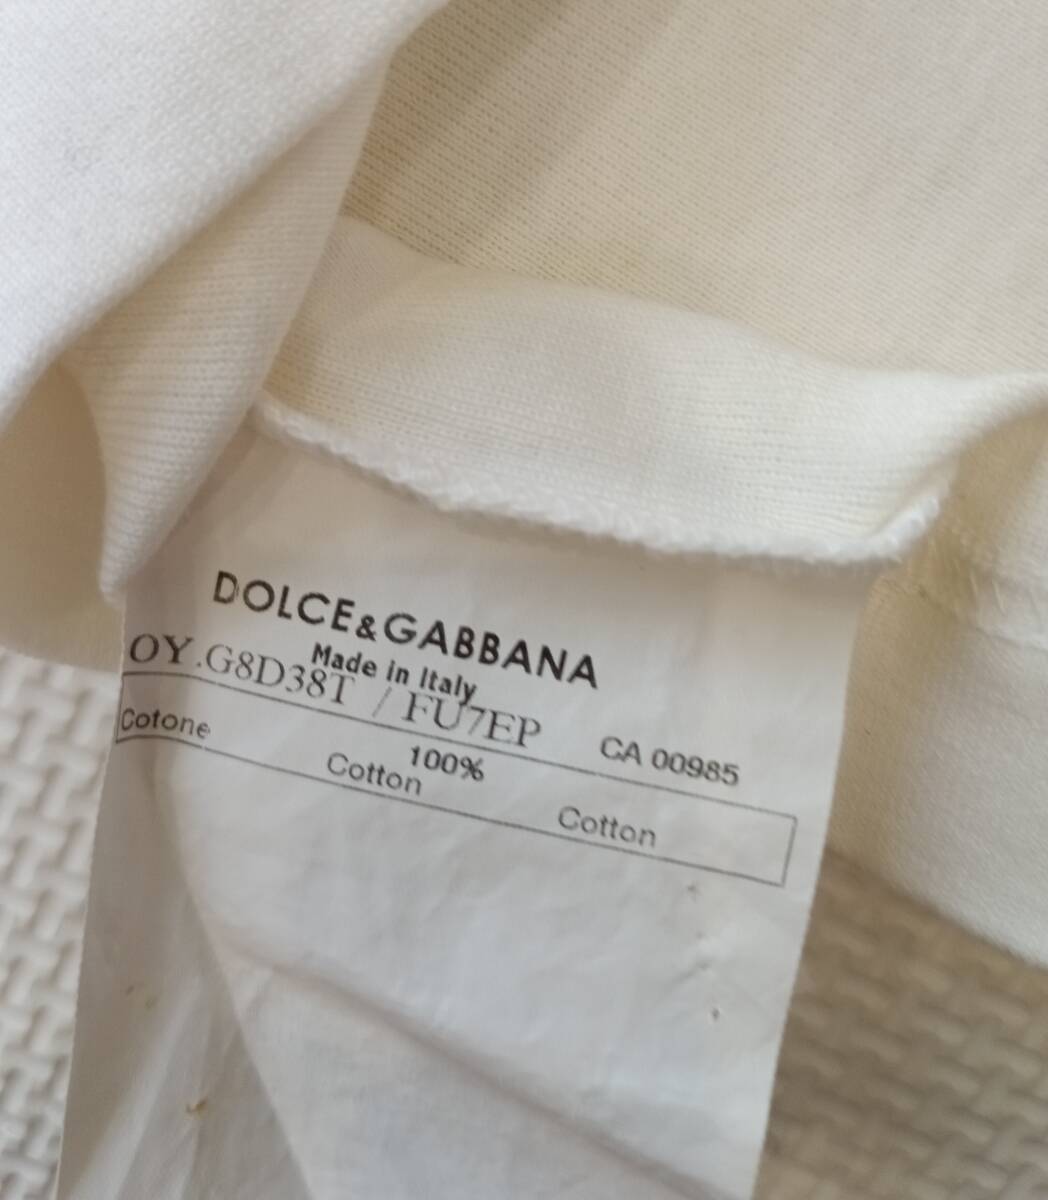 DOLCE&GABBANA
Made in Italy
OY.G8D38T / FU7EP
CA 00985
Cotone
100%
Cotton
Cotton